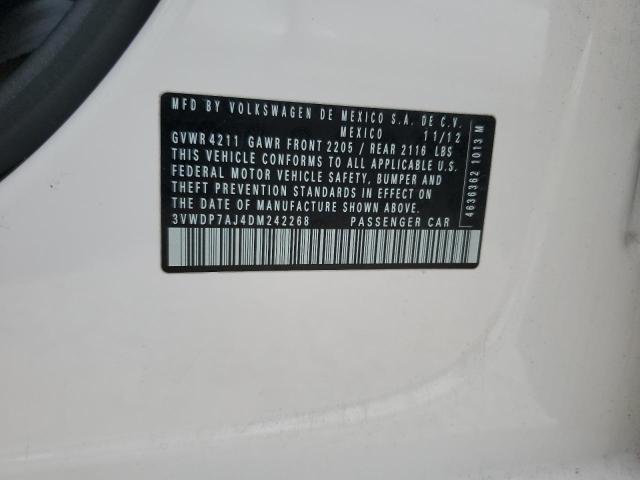 MFD BY VOLKSWAGEN DE MEXICO S.A. DE C.V.
MEXICO 11/12
GVWR 4211 GAWR FRONT 2205 / REAR 2116 LBS
THIS VEHICLE CONFORMS TO ALL APPLICABLE U.S.
FEDERAL MOTOR VEHICLE SAFETY, BUMPER AND
THEFT PREVENTION STANDARDS IN EFFECT ON
THE DATE OF MANUFACTURE SHOWN ABOVE.
3VWDP7AJ4DM242268 PASSENGER CAR
4636362 1013 M